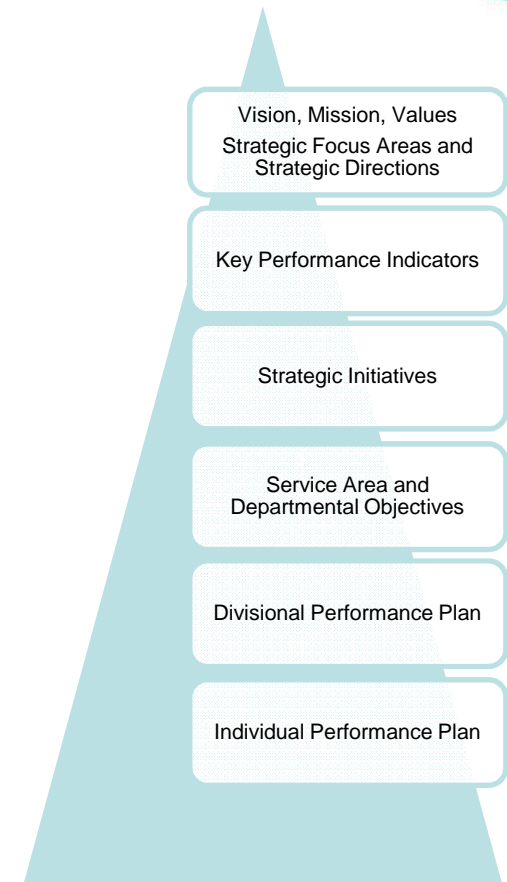 Vision, Mission, Values
Strategic Focus Areas and
Strategic Directions
Key Performance Indicators
Strategic Initiatives
Service Area and
Departmental Objectives
Divisional Performance Plan
Individual Performance Plan